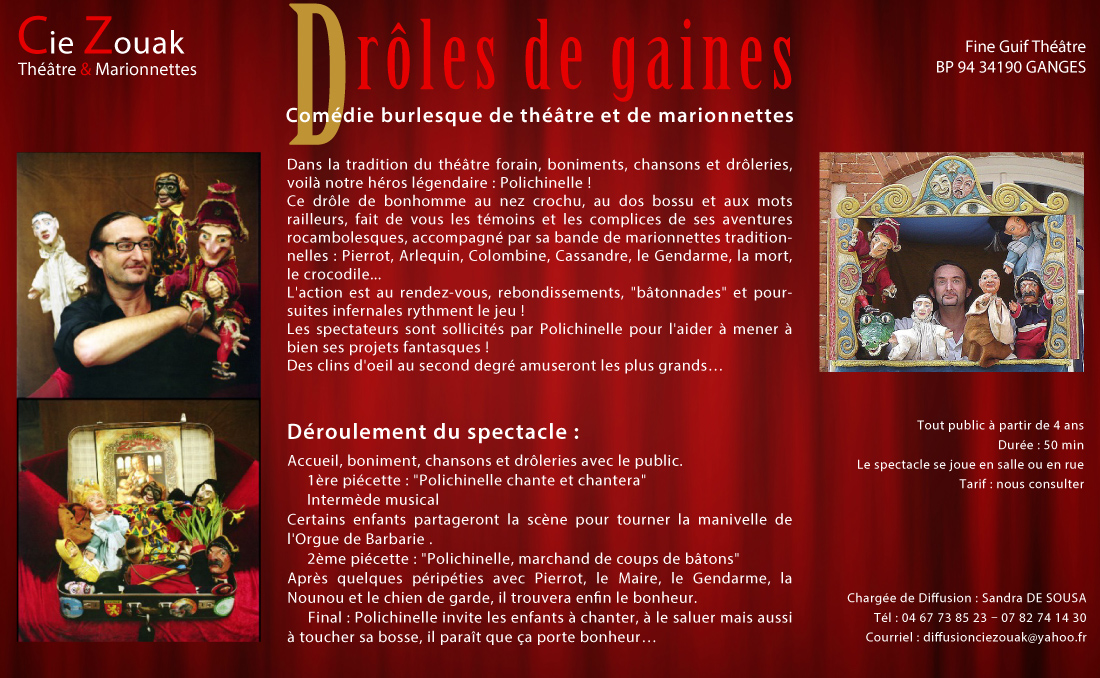 Cie Zouak
Théâtre & Marionnettes
Drôles de gaines
Comédie burlesque de théâtre et de marionnettes
Fine Guif Théâtre
BP 94 34190 GANGES
Dans la tradition du théâtre forain, boniments, chansons et drôleries,
voilà notre héros légendaire : Polichinelle !
Ce drôle de bonhomme au nez crochu, au dos bossu et aux mots
railleurs, fait de vous les témoins et les complices de ses aventures
rocambolesques, accompagné par sa bande de marionnettes tradition-
nelles : Pierrot, Arlequin, Colombine, Cassandre, le Gendarme, la mort,
le crocodile...
L'action est au rendez-vous, rebondissements, "bâtonnades" et pour-
suites infernales rythment le jeu !
Les spectateurs sont sollicités par Polichinelle pour l'aider à mener à
bien ses projets fantasques !
Des clins d'oeil au second degré amuseront les plus grands…
Déroulement du spectacle :
Accueil, boniment, chansons et drôleries avec le public.
1ère piécette : "Polichinelle chante et chantera"
Intermède musical
Certains enfants partageront la scène pour tourner la manivelle de
l'Orgue de Barbarie .
2ème piécette : "Polichinelle, marchand de coups de bâtons"
Après quelques péripéties avec Pierrot, le Maire, le Gendarme, la
Nounou et le chien de garde, il trouvera enfin le bonheur.
Final : Polichinelle invite les enfants à chanter, à le saluer mais aussi
à toucher sa bosse, il paraît que ça porte bonheur…
Tout public à partir de 4 ans
Durée : 50 min
Le spectacle se joue en salle ou en rue
Tarif : nous consulter
Chargée de Diffusion : Sandra DE SOUSA
Tél : 04 67 73 85 23 – 07 82 74 14 30
Courriel : diffusionciezouak@yahoo.fr